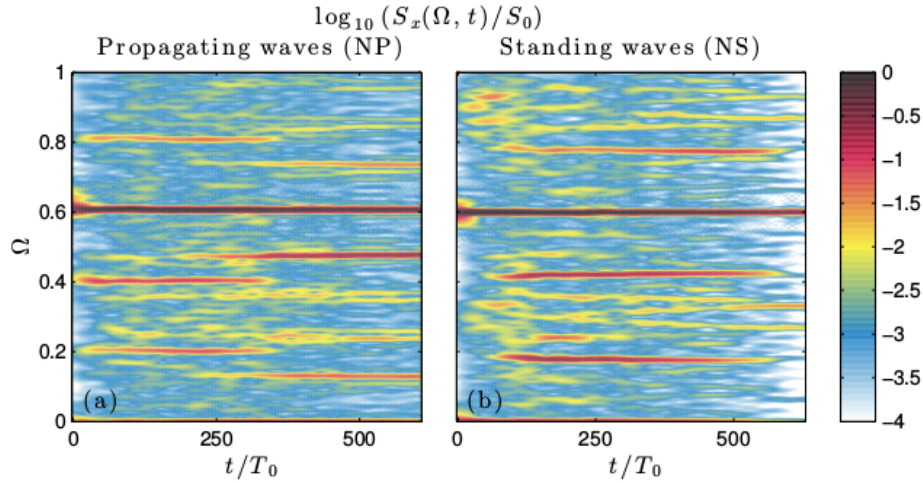 log₁₀ (Sₓ(Ω, t)/S₀)
Propagating waves (NP)
Standing waves (NS)
1
0.8
0.6
0.4
0.2
0
Ω
(a)
(b)
0
250
500
0
250
500
t/T₀
t/T₀
0
−0.5
−1
−1.5
−2
−2.5
−3
−3.5
−4